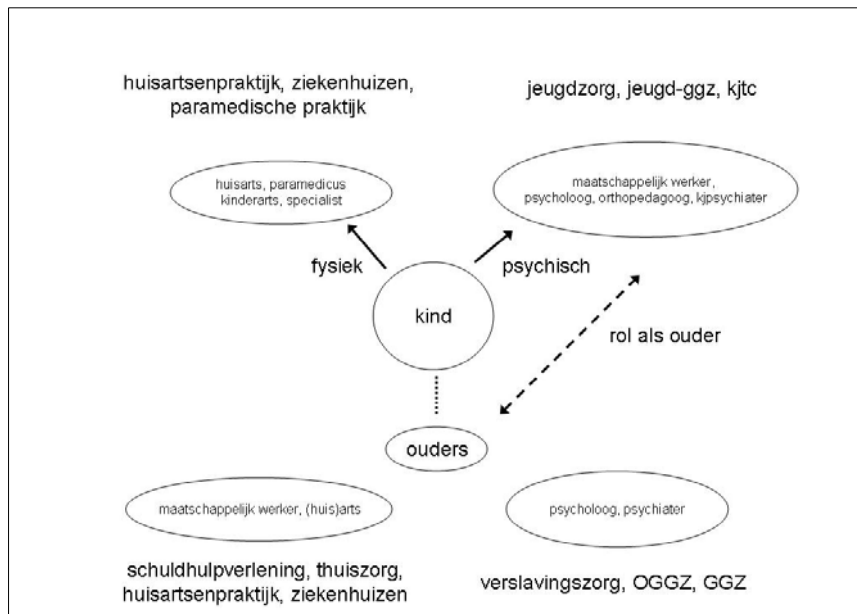 huisartsenpraktijk, ziekenhuizen,
paramedische praktijk
jeugdzorg, jeugd-ggz, kjtc
huisarts, paramedicus
kinderarts, specialist
maatschappelijk werker,
psycholoog, orthopedagoog, kjpsychiater
fysiek
psychisch
kind
rol als ouder
ouders
maatschappelijk werker, (huis)arts
psycholoog, psychiater
schuldhulpverlening, thuiszorg,
huisartsenpraktijk, ziekenhuizen
verslavingszorg, OGGZ, GGZ